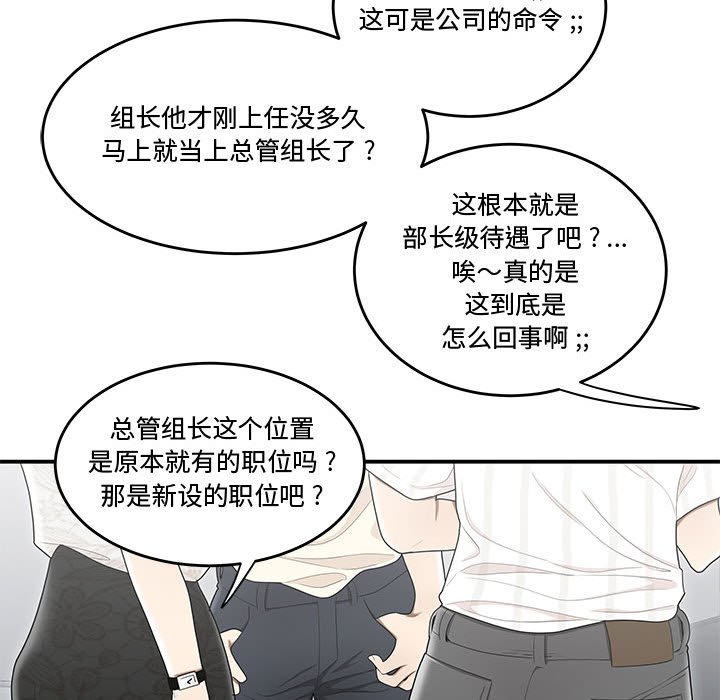 这可是公司的命令 ;;
组长他才刚上任没多久
马上就当上总管组长了？
这根本就是
部长级待遇了吧？...
唉～真的是
这到底是
怎么回事啊 ;;
总管组长这个位置
是原本就有的职位吗？
那是新设的职位吧？